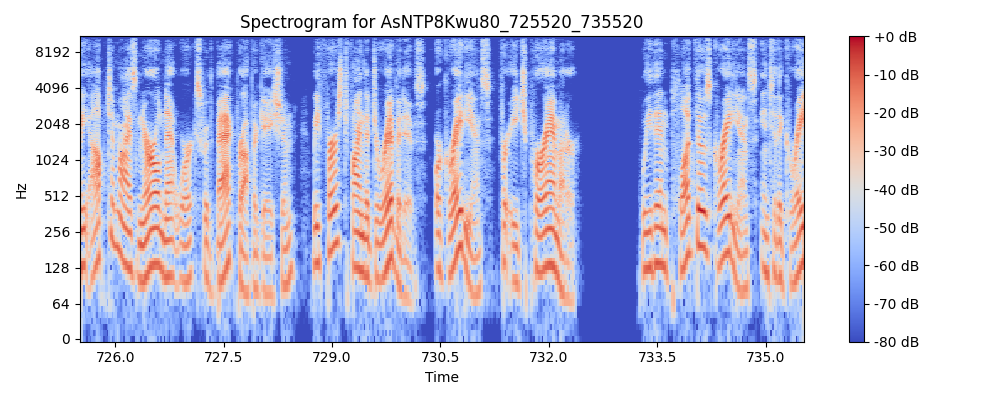 Spectrogram for AsNTP8Kwu80_725520_735520
8192
4096
2048
1024
512
256
128
64
0
Hz
726.0 727.5 729.0 730.5 732.0 733.5 735.0
Time
+0 dB
-10 dB
-20 dB
-30 dB
-40 dB
-50 dB
-60 dB
-70 dB
-80 dB